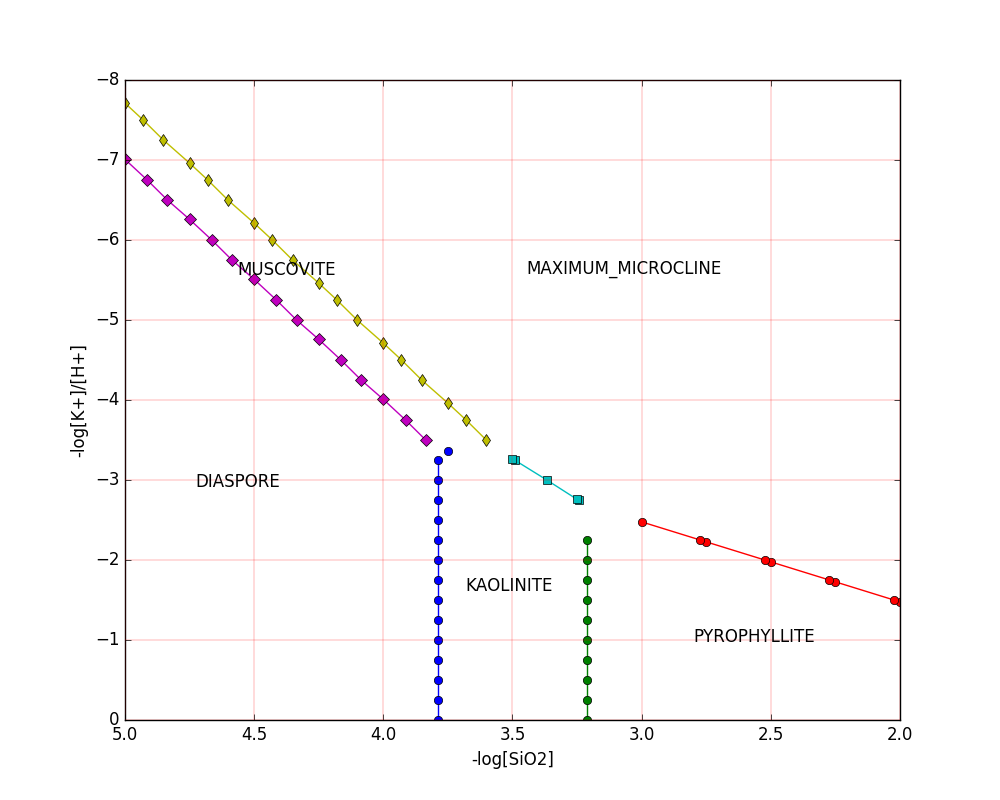 −8
−7
−6
−5
−4
−3
−2
−1
0
-log[K+]/[H+]
MUSCOVITE
MAXIMUM_MICROCLINE
DIASPORE
KAOLINITE
PYROPHYLLITE
5.0 4.5 4.0 3.5 3.0 2.5 2.0
-log[SiO2]